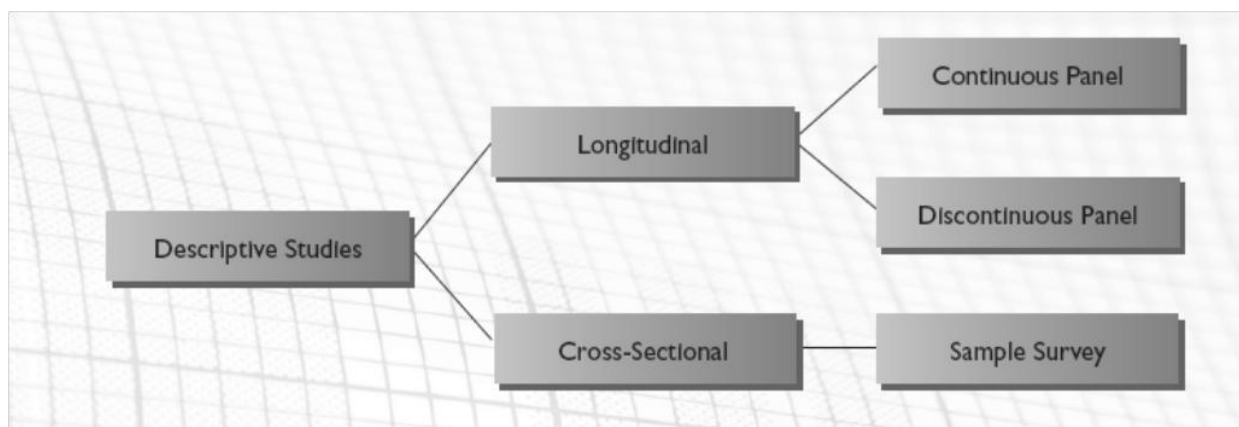 Descriptive Studies
Longitudinal
Cross-Sectional
Continuous Panel
Discontinuous Panel
Sample Survey